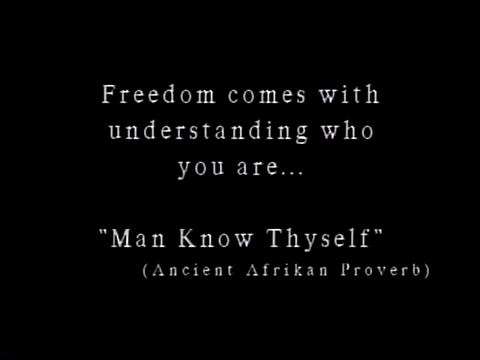 Freedom comes with
understanding who
you are...
"Man Know Thyself"
(Ancient Afrikan Proverb)